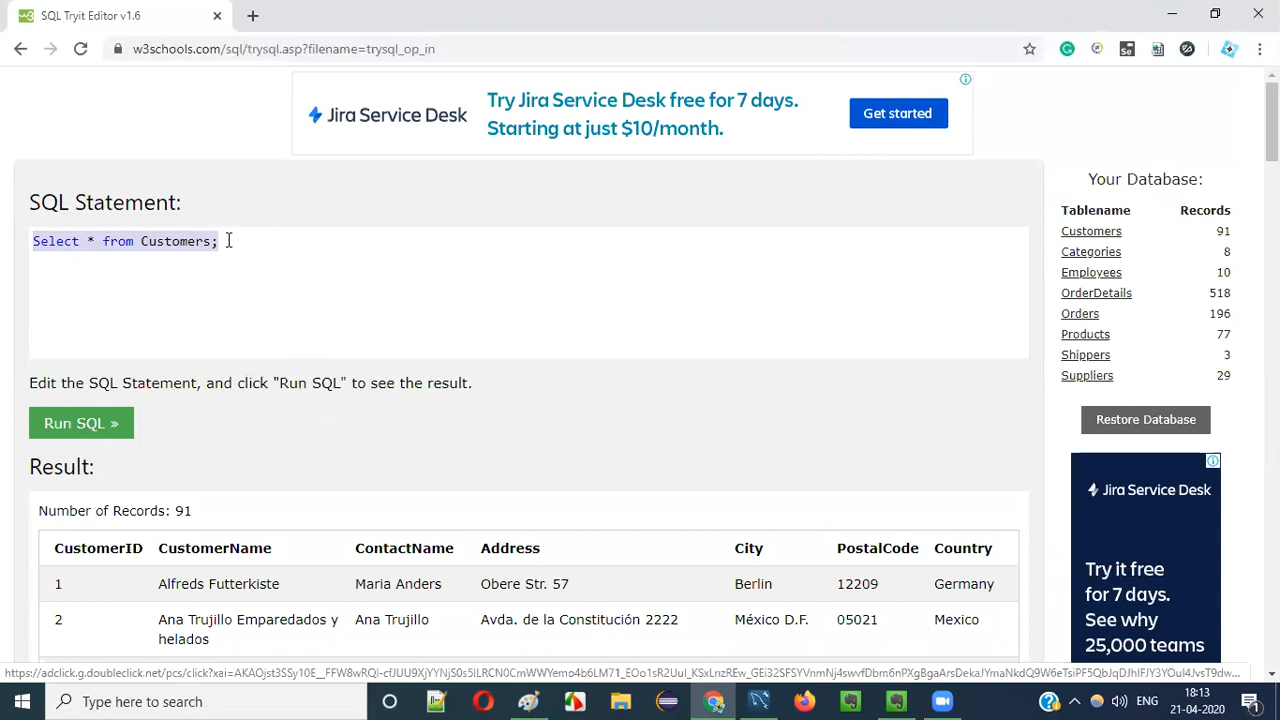 SQL Tryit Editor v1.6
w3schools.com/sql/trysql.asp?filename=trysql_op_in
Jira Service Desk
Try Jira Service Desk free for 7 days.
Starting at just $10/month.
Get started
SQL Statement:
Select * from Customers;
Edit the SQL Statement, and click "Run SQL" to see the result.
Run SQL »
Result:
Number of Records: 91
CustomerID CustomerName ContactName Address City PostalCode Country
1 Alfreds Futterkiste Maria Anders Obere Str. 57 Berlin 12209 Germany
2 Ana Trujillo Emparedados y helados Ana Trujillo Avda. de la Constitución 2222 México D.F. 05021 Mexico
Your Database:
Tablename Records
Customers 91
Categories 8
Employees 10
OrderDetails 518
Orders 196
Products 77
Shippers 3
Suppliers 29
Restore Database
Jira Service Desk
Try it free
for 7 days.
See why
25,000 teams
Type here to search
ENG
18:13
21-04-2020